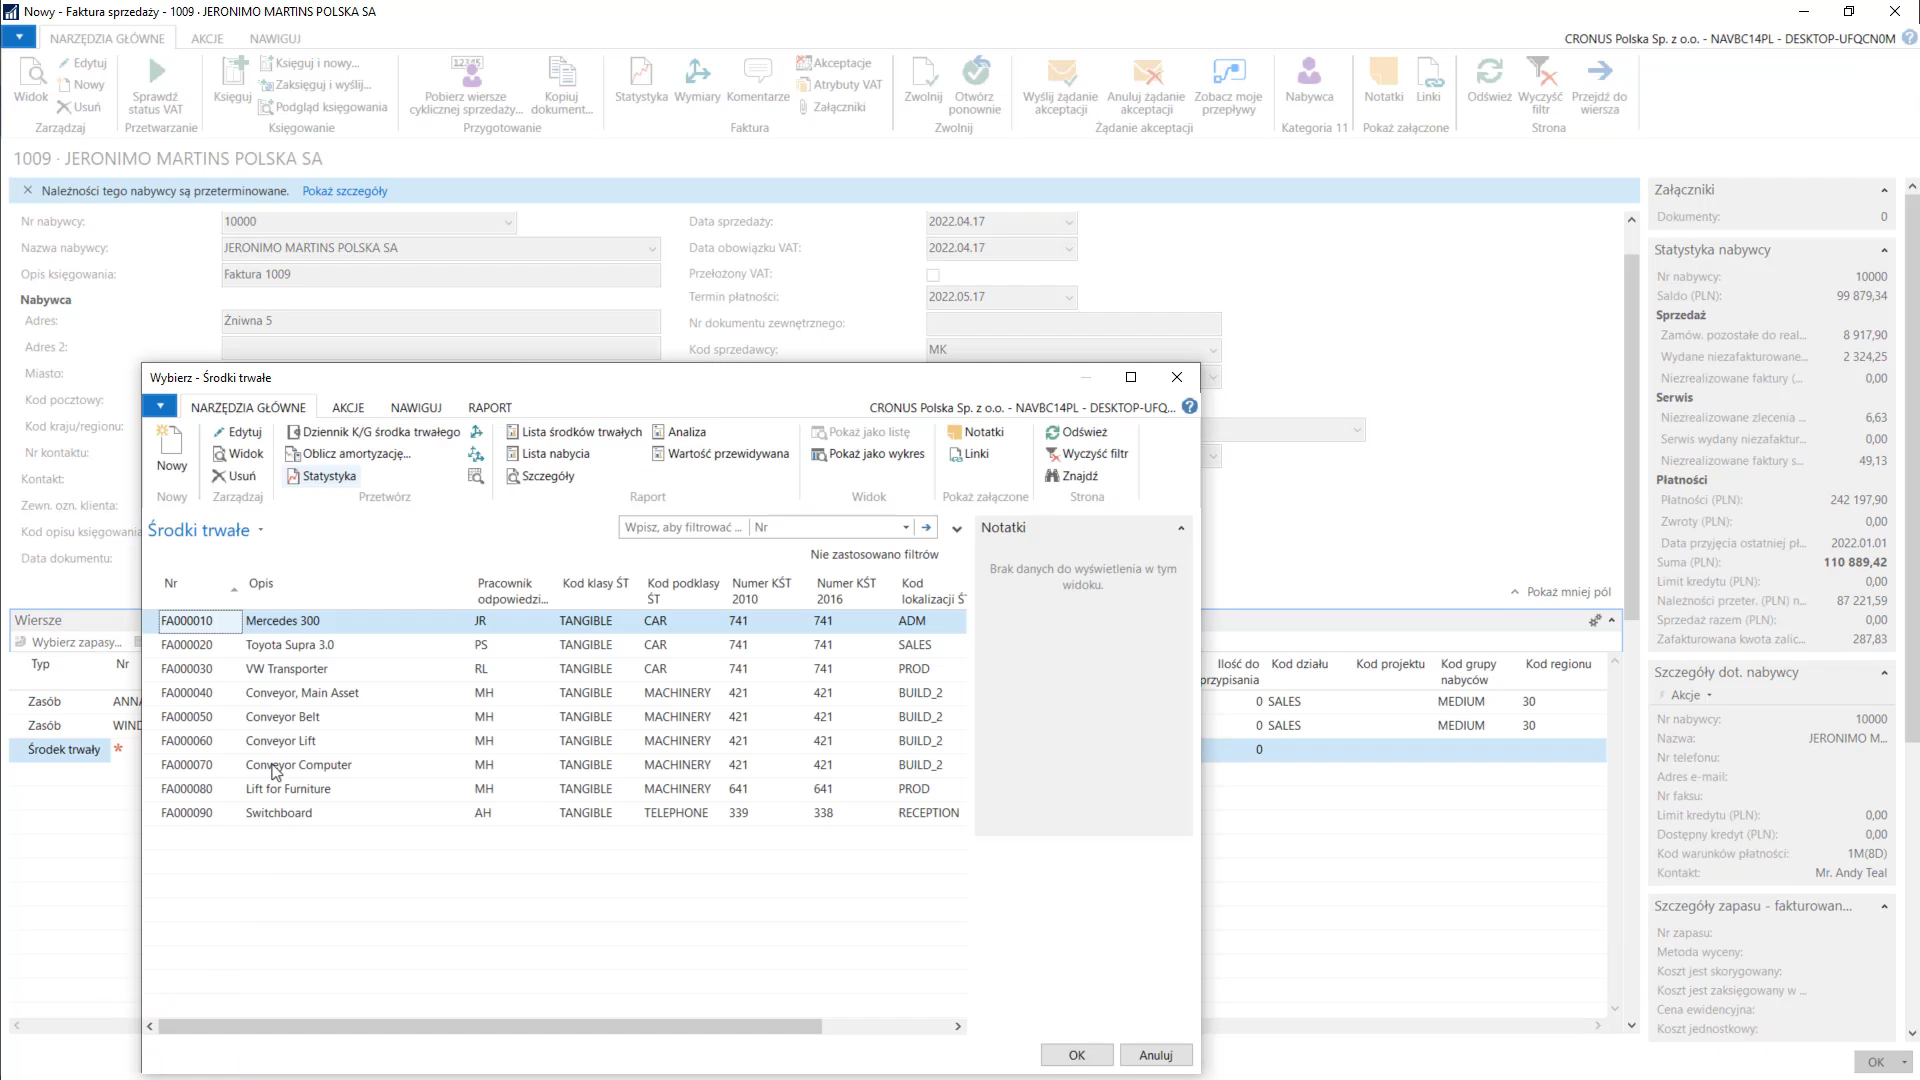 Nowy - Faktura sprzedaży - 1009 · JERONIMO MARTINS POLSKA SA
NARZĘDZIA GŁÓWNE AKCJE NAWIGUJ
CRONUS Polska Sp. z o.o. - NAVBC14PL - DESKTOP-UFQCN0M
Widok
Edytuj
Nowy
Usuń
Zarządzaj
Sprawdź status VAT
Przetwarzanie
Księguj
Księguj i nowy...
Zaksięguj i wyślij...
Podgląd księgowania
Księgowanie
Pobierz wiersze cyklicznej sprzedaży...
Kopiuj dokument...
Przygotowanie
Statystyka
Wymiary
Komentarze
Akceptacje
Atrybuty VAT
Załączniki
Faktura
Zwolnij
Otwórz ponownie
Zwolnij
Wyślij żądanie akceptacji
Anuluj żądanie akceptacji
Zobacz moje przepływy
Żądanie akceptacji
Nabywca
Kategoria 11
Notatki
Linki
Pokaż załączone
Odśwież
Wyczyść filtr
Przejdź do wiersza
Strona
1009 · JERONIMO MARTINS POLSKA SA
Należności tego nabywcy są przeterminowane. Pokaż szczegóły
Nr nabywcy: 10000
Nazwa nabywcy: JERONIMO MARTINS POLSKA SA
Opis księgowania: Faktura 1009
Nabywca
Adres: Żniwna 5
Adres 2:
Miasto:
Kod pocztowy:
Kod kraju/regionu:
Nr kontaktu:
Kontakt:
Zewn. ozn. klienta:
Kod opisu księgowania
Data dokumentu:
Data sprzedaży: 2022.04.17
Data obowiązku VAT: 2022.04.17
Przełożony VAT:
Termin płatności: 2022.05.17
Nr dokumentu zewnętrznego:
Kod sprzedawcy: MK
Pokaż mniej pól
Wiersze
Wybierz zapasy...
Typ Nr
Zasób ANNA
Zasób WIND
Środek trwały *
Ilość do przypisania Kod działu Kod projektu Kod grupy nabyców Kod regionu
0 SALES MEDIUM 30
0 SALES MEDIUM 30
0
Wybierz - Środki trwałe
NARZĘDZIA GŁÓWNE AKCJE NAWIGUJ RAPORT
CRONUS Polska Sp. z o.o. - NAVBC14PL - DESKTOP-UFQ...
Nowy
Nowy
Edytuj
Widok
Usuń
Zarządzaj
Dziennik K/G środka trwałego
Oblicz amortyzację...
Statystyka
Przetwórz
Lista środków trwałych
Lista nabycia
Szczegóły
Analiza
Wartość przewidywana
Raport
Pokaż jako listę
Pokaż jako wykres
Widok
Notatki
Linki
Pokaż załączone
Odśwież
Wyczyść filtr
Znajdź
Strona
Środki trwałe
Wpisz, aby filtrować ... Nr
Nie zastosowano filtrów
Nr Opis Pracownik odpowiedzi... Kod klasy ŚT Kod podklasy ŚT Numer KŚT 2010 Numer KŚT 2016 Kod lokalizacji Ś
FA000010 Mercedes 300 JR TANGIBLE CAR 741 741 ADM
FA000020 Toyota Supra 3.0 PS TANGIBLE CAR 741 741 SALES
FA000030 VW Transporter RL TANGIBLE CAR 741 741 PROD
FA000040 Conveyor, Main Asset MH TANGIBLE MACHINERY 421 421 BUILD_2
FA000050 Conveyor Belt MH TANGIBLE MACHINERY 421 421 BUILD_2
FA000060 Conveyor Lift MH TANGIBLE MACHINERY 421 421 BUILD_2
FA000070 Conveyor Computer MH TANGIBLE MACHINERY 421 421 BUILD_2
FA000080 Lift for Furniture MH TANGIBLE MACHINERY 641 641 PROD
FA000090 Switchboard AH TANGIBLE TELEPHONE 339 338 RECEPTION
Notatki
Brak danych do wyświetlenia w tym widoku.
OK Anuluj
Załączniki
Dokumenty: 0
Statystyka nabywcy
Nr nabywcy: 10000
Saldo (PLN): 99 879,34
Sprzedaż
Zamów. pozostałe do real... 8 917,90
Wydane niezafakturowane... 2 324,25
Niezrealizowane faktury (... 0,00
Serwis
Niezrealizowane zlecenia ... 6,63
Serwis wydany niezafaktur... 0,00
Niezrealizowane faktury s... 49,13
Płatności
Płatności (PLN): 242 197,90
Zwroty (PLN): 0,00
Data przyjęcia ostatniej pł... 2022.01.01
Suma (PLN): 110 889,42
Limit kredytu (PLN): 0,00
Należności przeter. (PLN) n... 87 221,59
Sprzedaż razem (PLN): 0,00
Zafakturowana kwota zalic... 287,83
Szczegóły dot. nabywcy
Akcje
Nr nabywcy: 10000
Nazwa: JERONIMO M...
Nr telefonu:
Adres e-mail:
Nr faksu:
Limit kredytu (PLN): 0,00
Dostępny kredyt (PLN): 0,00
Kod warunków płatności: 1M(8D)
Kontakt: Mr. Andy Teal
Szczegóły zapasu - fakturowan...
Nr zapasu:
Metoda wyceny:
Koszt jest skorygowany:
Koszt jest zaksięgowany w ...
Cena ewidencyjna:
Koszt jednostkowy:
OK